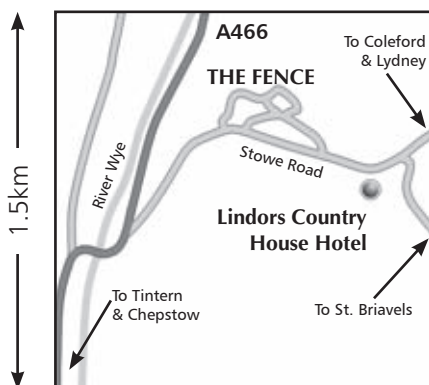 A466
To Coleford
& Lydney
THE FENCE
River Wye
Stowe Road
1.5km
Lindors Country
House Hotel
To Tintern
& Chepstow
To St. Briavels